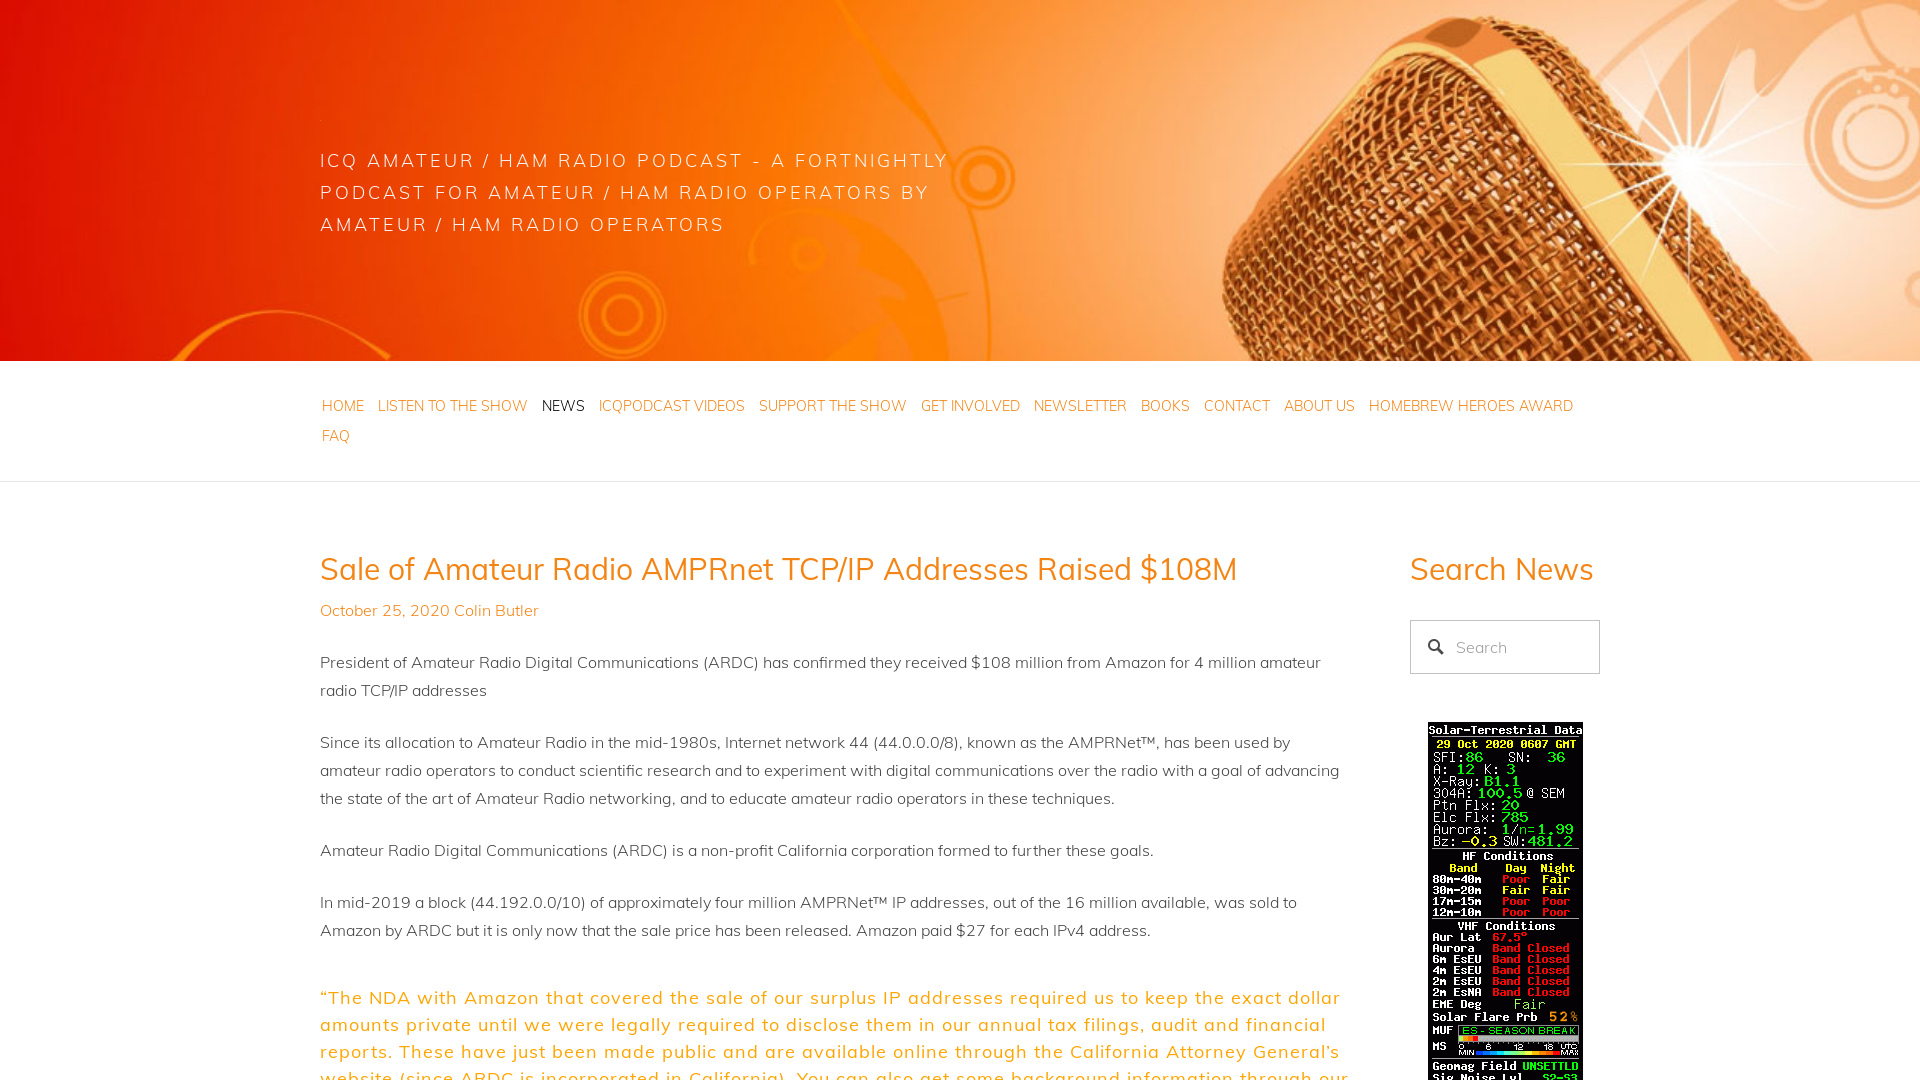 ICQ AMATEUR / HAM RADIO PODCAST - A FORTNIGHTLY
PODCAST FOR AMATEUR / HAM RADIO OPERATORS BY
AMATEUR / HAM RADIO OPERATORS
HOME LISTEN TO THE SHOW NEWS ICQPODCAST VIDEOS SUPPORT THE SHOW GET INVOLVED NEWSLETTER BOOKS CONTACT ABOUT US HOMEBREW HEROES AWARD
FAQ
Sale of Amateur Radio AMPRnet TCP/IP Addresses Raised $108M
October 25, 2020 Colin Butler
President of Amateur Radio Digital Communications (ARDC) has confirmed they received $108 million from Amazon for 4 million amateur
radio TCP/IP addresses
Since its allocation to Amateur Radio in the mid-1980s, Internet network 44 (44.0.0.0/8), known as the AMPRNet™, has been used by
amateur radio operators to conduct scientific research and to experiment with digital communications over the radio with a goal of advancing
the state of the art of Amateur Radio networking, and to educate amateur radio operators in these techniques.
Amateur Radio Digital Communications (ARDC) is a non-profit California corporation formed to further these goals.
In mid-2019 a block (44.192.0.0/10) of approximately four million AMPRNet™ IP addresses, out of the 16 million available, was sold to
Amazon by ARDC but it is only now that the sale price has been released. Amazon paid $27 for each IPv4 address.
“The NDA with Amazon that covered the sale of our surplus IP addresses required us to keep the exact dollar
amounts private until we were legally required to disclose them in our annual tax filings, audit and financial
reports. These have just been made public and are available online through the California Attorney General’s
website (since ARDC is incorporated in California). You can also get some background information through our
Search News
Search
Solar-Terrestrial Data
29 Oct 2020 0607 GMT
SFI:86 SN: 36
A: 12 K: 3
X-Ray:B1.1
304A:100.5 @ SEM
Ptn Flx: 20
Elc Flx: 785
Aurora: 1/n=1.99
Bz: -0.3 SW:481.2
HF Conditions
Band Day Night
80m-40m Poor Fair
30m-20m Fair Fair
17m-15m Poor Poor
12m-10m Poor Poor
VHF Conditions
Aur Lat 67.5°
Aurora Band Closed
6m EsEU Band Closed
4m EsEU Band Closed
2m EsEU Band Closed
2m EsNA Band Closed
EME Deg Fair
Solar Flare Prb 52%
MUF ES - SEASON BREAK
MS 0 6 12 18 UTC
MIN MAX
Geomag Field UNSETTLD
Sig Noise Lvl S2-S3